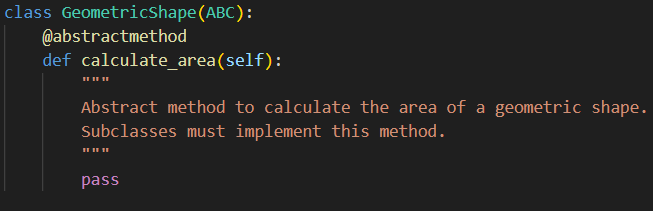 class GeometricShape(ABC):
    @abstractmethod
    def calculate_area(self):
        """
        Abstract method to calculate the area of a geometric shape.
        Subclasses must implement this method.
        """
        pass